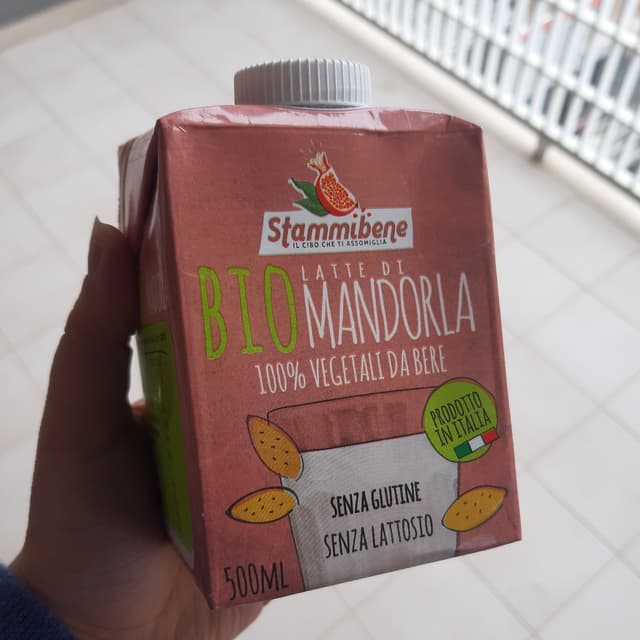 Stammibene
IL CIBO CHE TI ASSOMIGLIA
BIO
LATTE DI
MANDORLA
100% VEGETALI DA BERE
PRODOTTO
IN ITALIA
SENZA GLUTINE
SENZA LATTOSIO
500ML